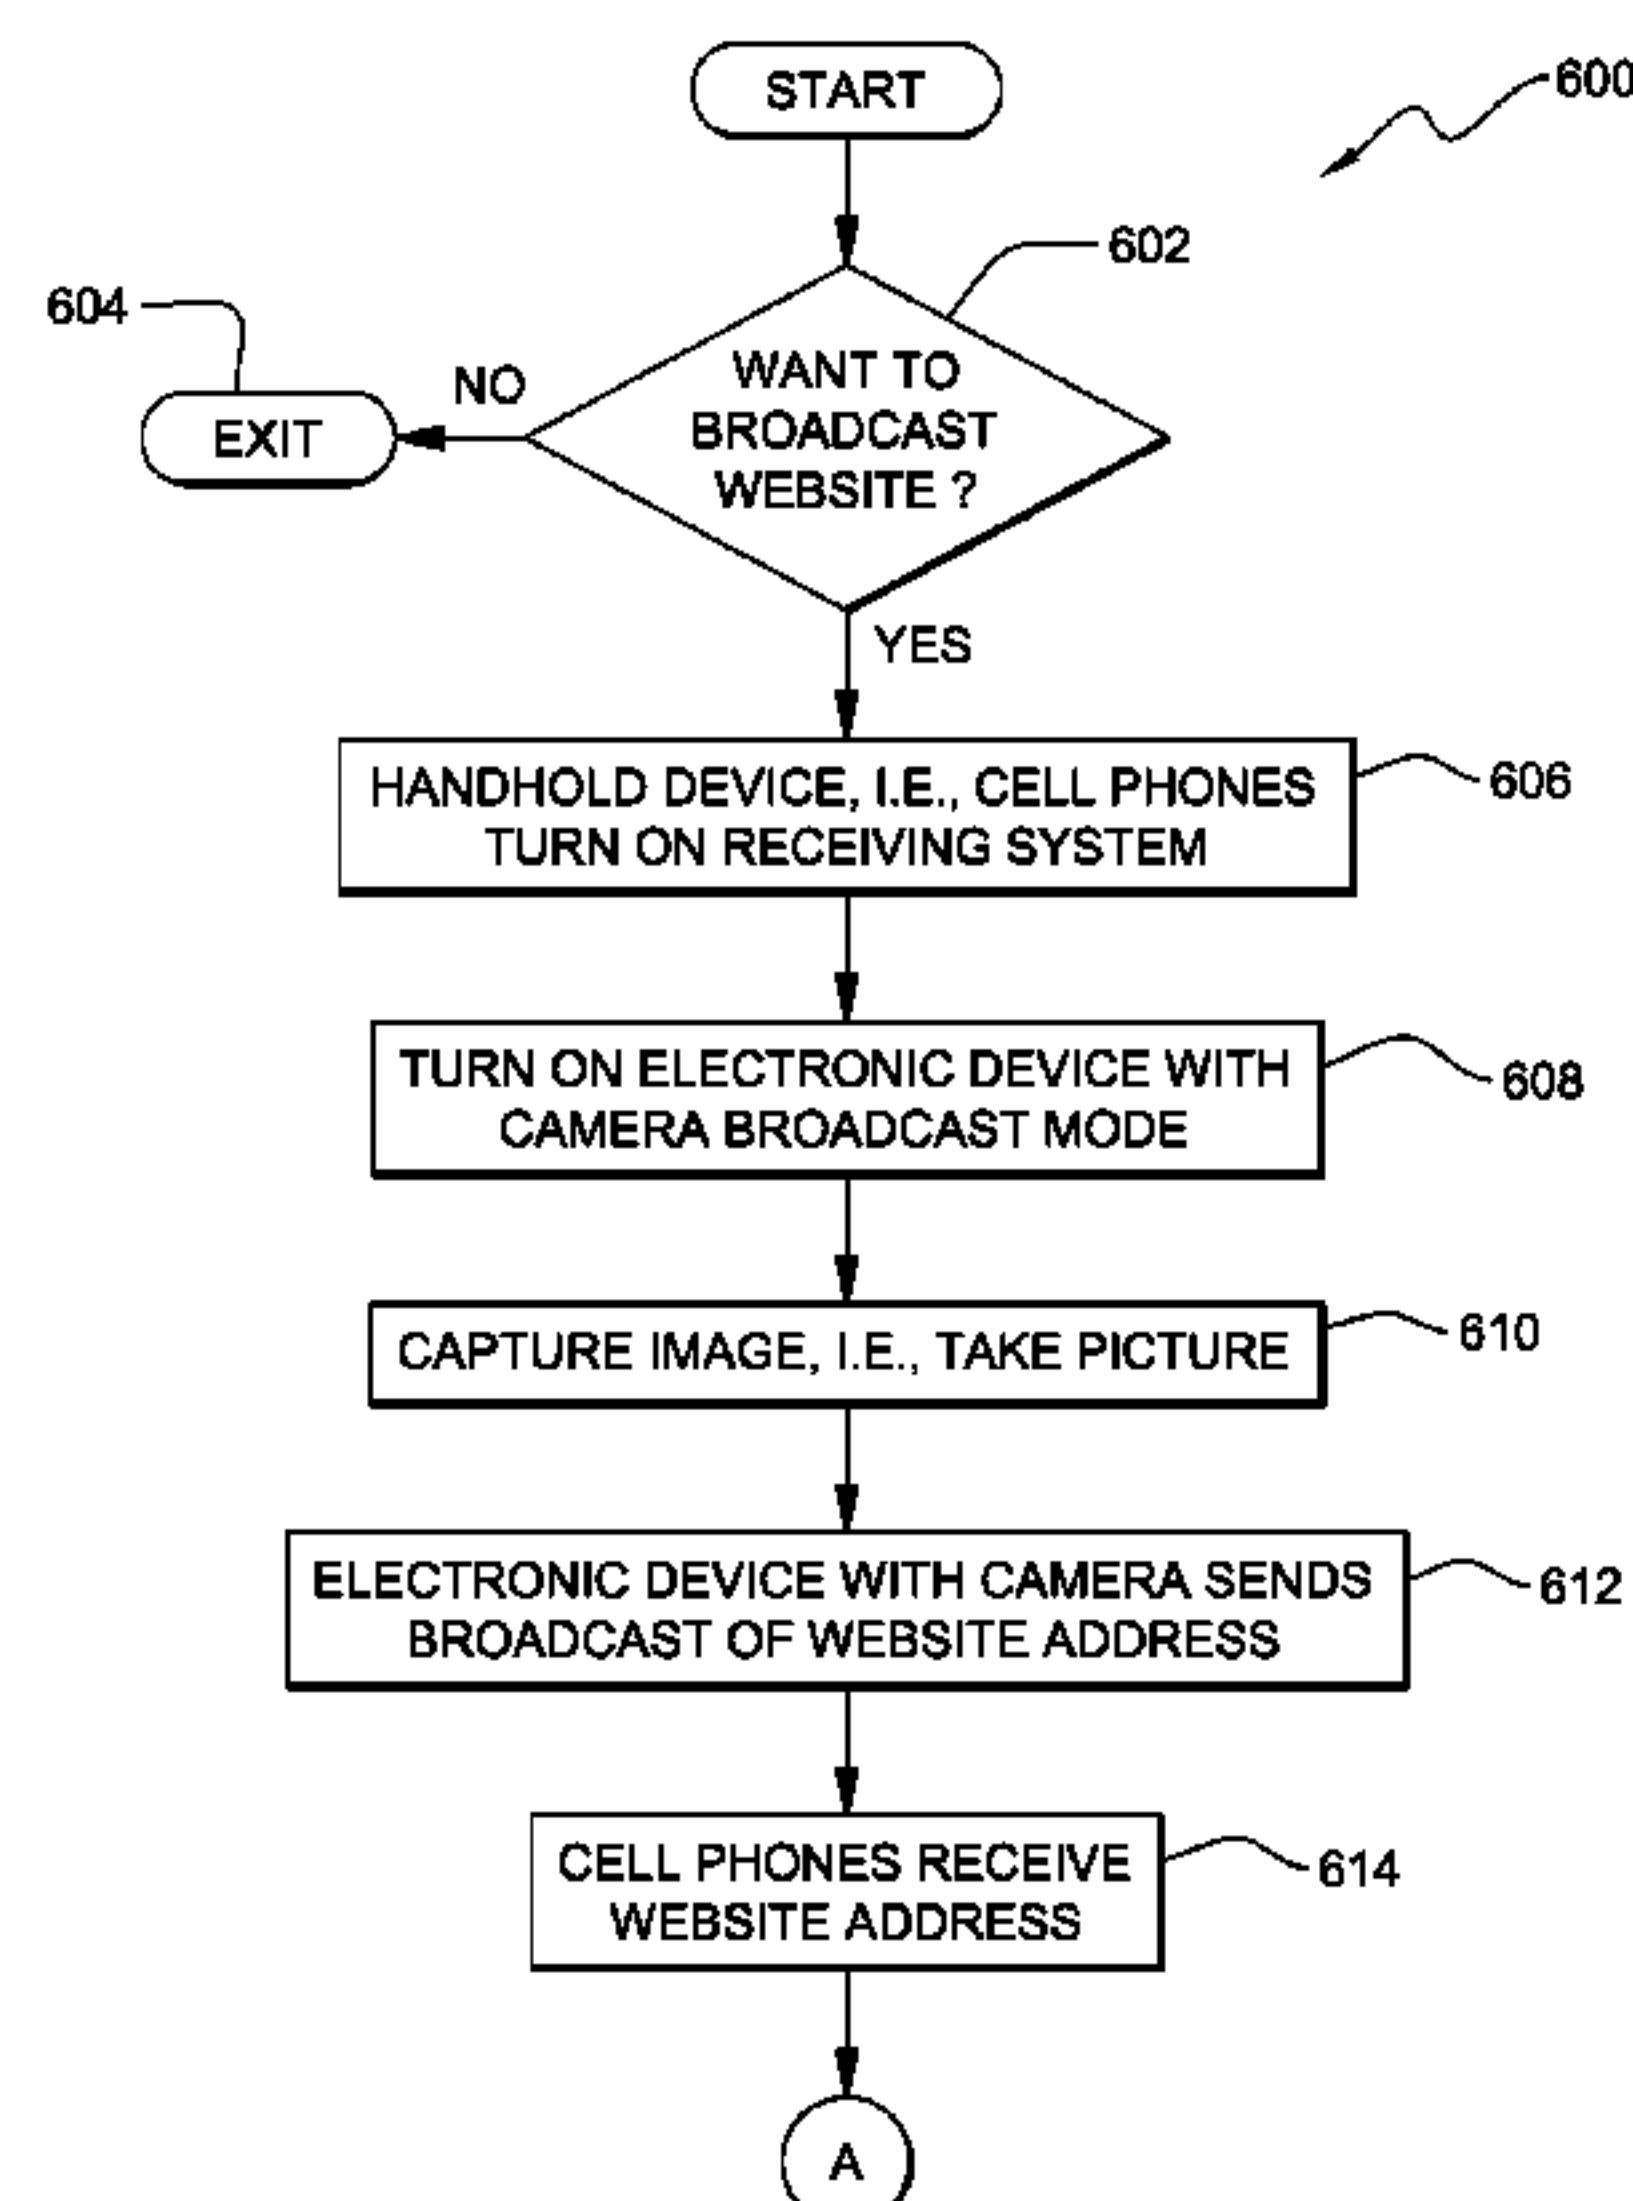 START
600
602
604
NO
EXIT
WANT TO
BROADCAST
WEBSITE ?
YES
HANDHOLD DEVICE, I.E., CELL PHONES
TURN ON RECEIVING SYSTEM
606
TURN ON ELECTRONIC DEVICE WITH
CAMERA BROADCAST MODE
608
CAPTURE IMAGE, I.E., TAKE PICTURE
610
ELECTRONIC DEVICE WITH CAMERA SENDS
BROADCAST OF WEBSITE ADDRESS
612
CELL PHONES RECEIVE
WEBSITE ADDRESS
614
A